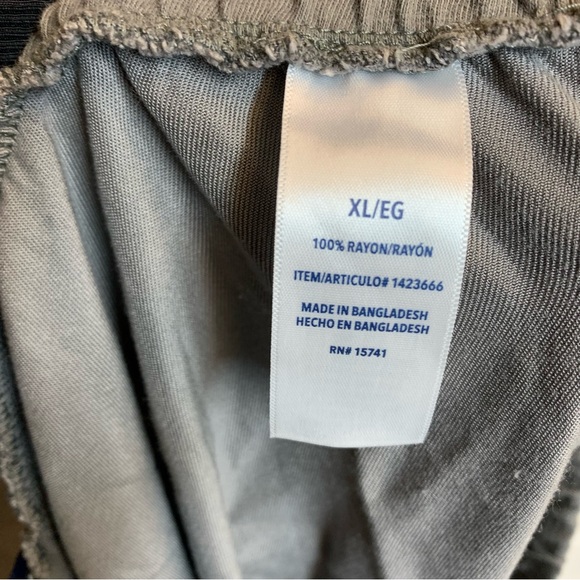 XL/EG
100% RAYON/RAYÓN
ITEM/ARTICULO# 1423666
MADE IN BANGLADESH
HECHO EN BANGLADESH
RN# 15741